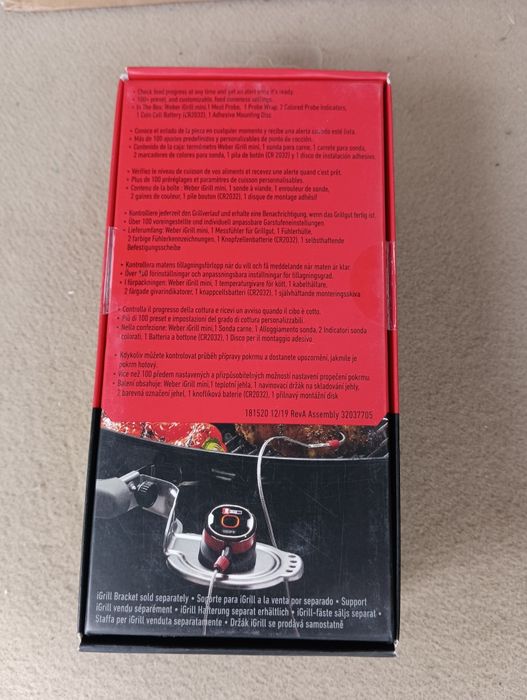 • Check food progress at any time and get an alert when it's ready.
• 100+ preset, and customizable, food doneness settings.
• In The Box: Weber iGrill mini, 1 Meat Probe, 1 Probe Wrap, 2 Colored Probe Indicators,
1 Coin Cell Battery (CR2032), 1 Adhesive Mounting Disc.
• Conoce el estado de la pieza en cualquier momento y recibe una alerta cuando esté lista.
• Más de 100 ajustes predefinidos y personalizables de punto de cocción.
• Contenido de la caja: termómetro Weber iGrill mini, 1 sonda para carne, 1 carrete para sonda,
2 marcadores de colores para sonda, 1 pila de botón (CR 2032) y 1 disco de instalación adhesivo.
• Vérifiez le niveau de cuisson de vos aliments et recevez une alerte quand c'est prêt.
• Plus de 100 préréglages et paramètres de cuisson personnalisables.
• Contenu de la boîte : Weber iGrill mini, 1 sonde à viande, 1 enrouleur de sonde,
2 gaines de couleur, 1 pile bouton (CR2032), 1 disque de montage adhésif
• Kontrolliere jederzeit den Grillverlauf und erhalte eine Benachrichtigung, wenn das Grillgut fertig ist.
• Über 100 voreingestellte und individuell anpassbare Garstufeneinstellungen.
• Lieferumfang: Weber iGrill mini, 1 Messfühler für Grillgut, 1 Fühlerhülle,
2 farbige Fühlerkennzeichnungen, 1 Knopfzellenbatterie (CR2032), 1 selbsthaftende
Befestigungsscheibe
• Kontrollera matens tillagningsförlopp när du vill och få meddelande när maten är klar.
• Över 100 förinställningar och anpassningsbara inställningar för tillagningsgrad.
• I förpackningen: Weber iGrill mini, 1 temperaturgivare för kött, 1 kabelhållare,
2 färgade givarindikatorer, 1 knappcellsbatteri (CR2032), 1 självhäftande monteringsskiva
• Controlla il progresso della cottura e ricevi un avviso quando il cibo è cotto.
• Più di 100 preset e impostazioni del grado di cottura personalizzabili.
• Nella confezione: Weber iGrill mini, 1 Sonda carne, 1 Alloggiamento sonda, 2 Indicatori sonda
colorati, 1 Batteria a bottone (CR2032), 1 Disco per il montaggio adesivo.
• Kdykoliv můžete kontrolovat průběh přípravy pokrmu a dostanete upozornění, jakmile je
pokrm hotový.
• Více než 100 předem nastavených a přizpůsobitelných možností nastavení propečení pokrmu.
• Balení obsahuje: Weber iGrill mini, 1 teplotní jehla, 1 navinovací držák na skladování jehly,
2 barevná označení jehel, 1 knoflíková baterie (CR2032), 1 přilnavý montážní disk
181520 12/19 RevA Assembly 32037705
iGrill Bracket sold separately • Soporte para iGrill a la venta por separado • Support
iGrill vendu séparément • iGrill Halterung separat erhältlich • iGrill-fäste säljs separat •
Staffa per iGrill venduta separatamente • Držák iGrill se prodává samostatně